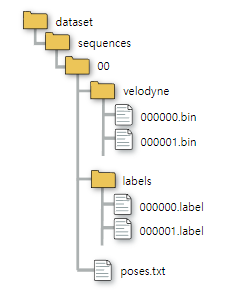 dataset
sequences
00
velodyne
000000.bin
000001.bin
labels
000000.label
000001.label
poses.txt